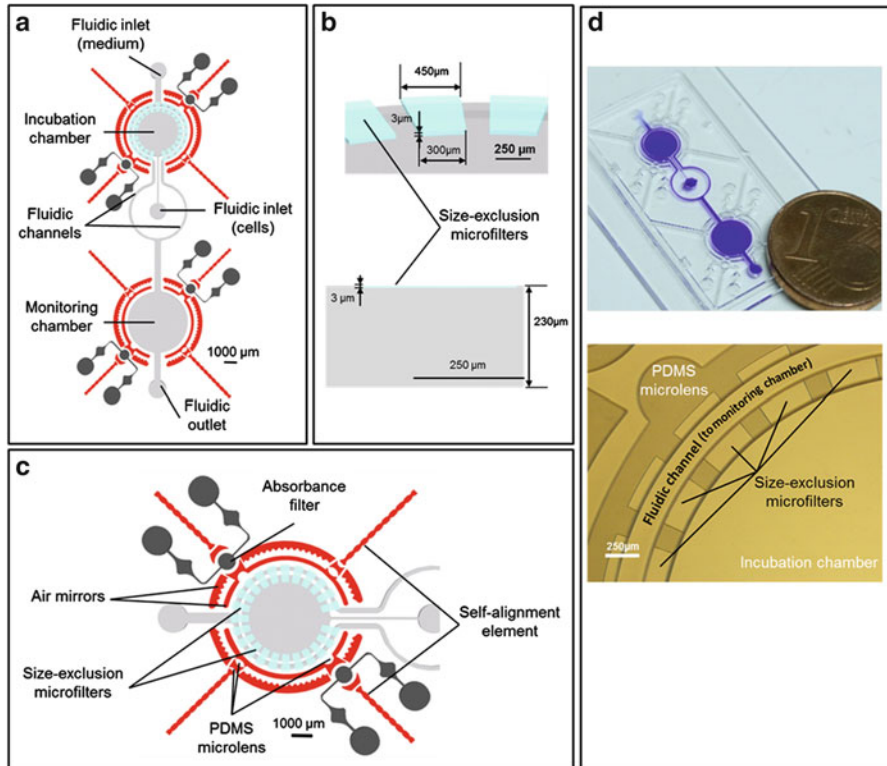 a
Fluidic inlet
(medium)
Incubation
chamber
Fluidic
channels
Fluidic inlet
(cells)
Monitoring
chamber
1000 µm
Fluidic
outlet
b
450µm
3µm
300µm
250 µm
Size-exclusion
microfilters
3 µm
230µm
250 µm
c
Absorbance
filter
Air mirrors
Self-alignment
element
Size-exclusion
microfilters
PDMS
microlens
1000 µm
d
1
PDMS
microlens
Fluidic channel (to monitoring chamber)
Size-exclusion
microfilters
250µm
Incubation chamber